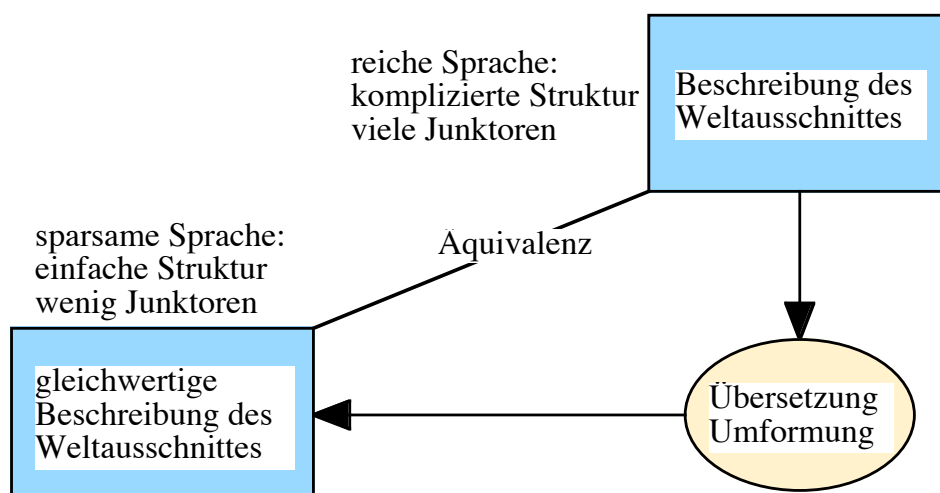 reiche Sprache:
komplizierte Struktur
viele Junktoren
Beschreibung des
Weltausschnittes
sparsame Sprache:
einfache Struktur
wenig Junktoren
Äquivalenz
gleichwertige
Beschreibung des
Weltausschnittes
Übersetzung
Umformung